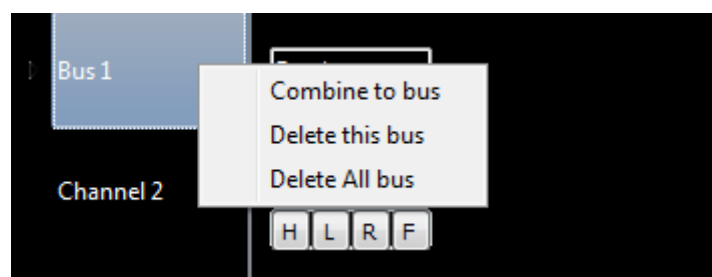 Bus 1
Combine to bus
Delete this bus
Delete All bus
Channel 2
H L R F